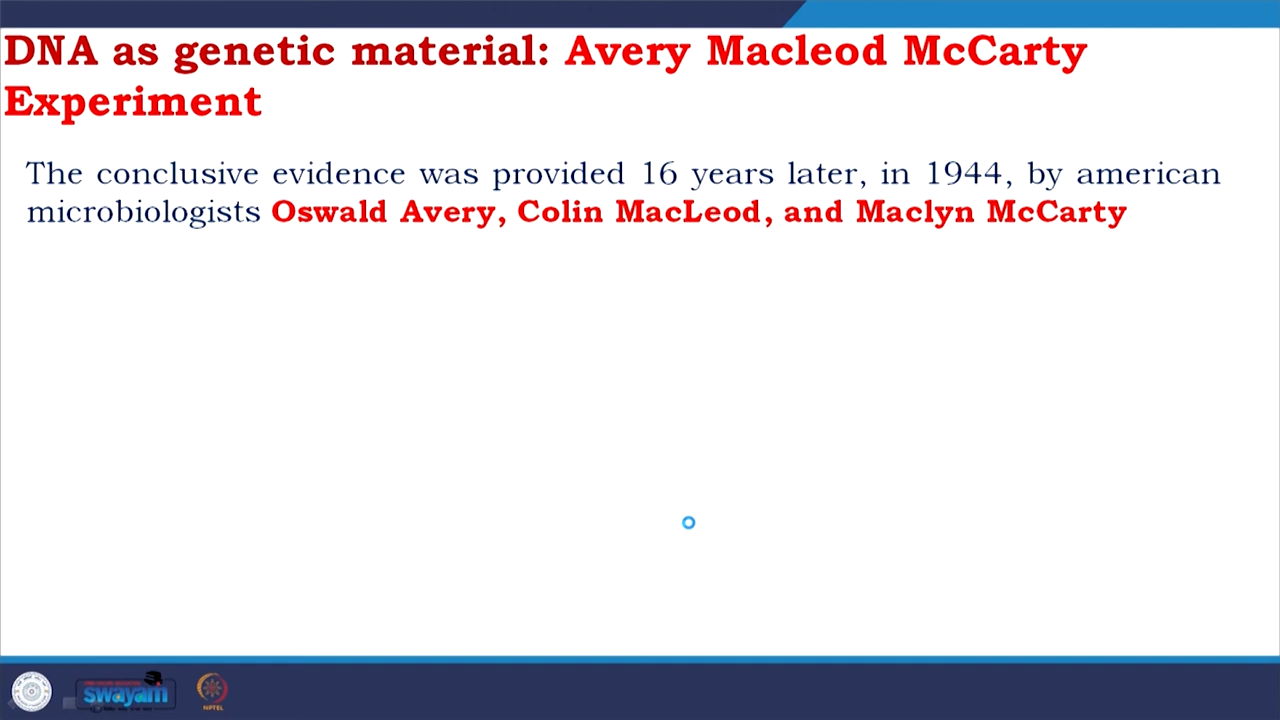 DNA as genetic material: Avery Macleod McCarty
Experiment
The conclusive evidence was provided 16 years later, in 1944, by american
microbiologists Oswald Avery, Colin MacLeod, and Maclyn McCarty
swayam
NPTEL